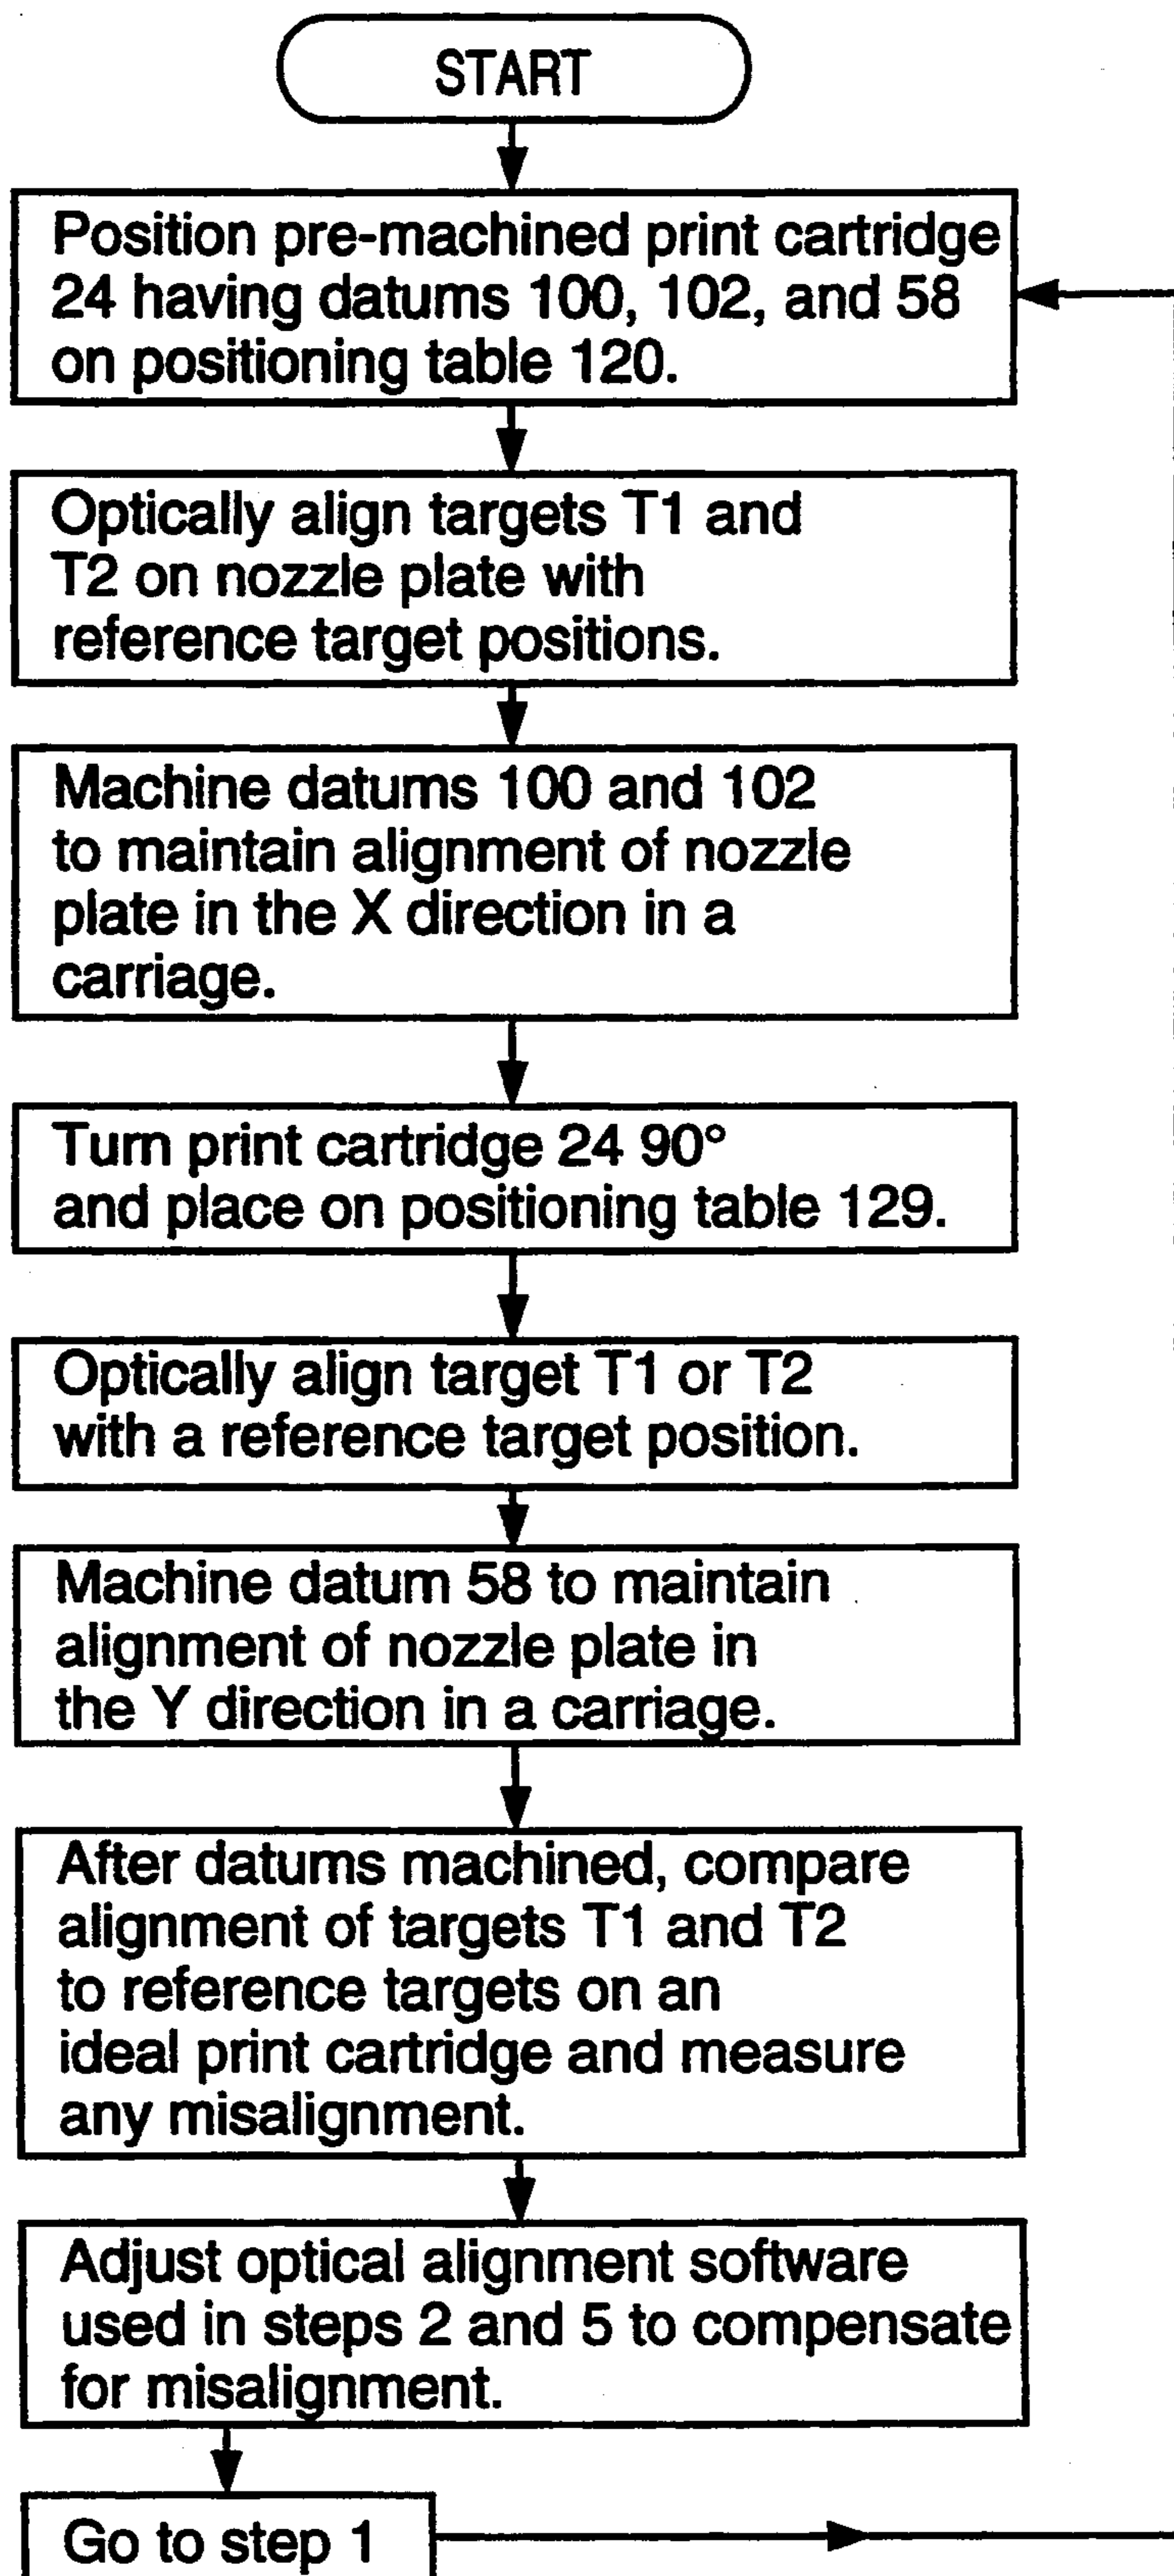 START
Position pre-machined print cartridge
24 having datums 100, 102, and 58
on positioning table 120.
Optically align targets T1 and
T2 on nozzle plate with
reference target positions.
Machine datums 100 and 102
to maintain alignment of nozzle
plate in the X direction in a
carriage.
Turn print cartridge 24 90°
and place on positioning table 129.
Optically align target T1 or T2
with a reference target position.
Machine datum 58 to maintain
alignment of nozzle plate in
the Y direction in a carriage.
After datums machined, compare
alignment of targets T1 and T2
to reference targets on an
ideal print cartridge and measure
any misalignment.
Adjust optical alignment software
used in steps 2 and 5 to compensate
for misalignment.
Go to step 1